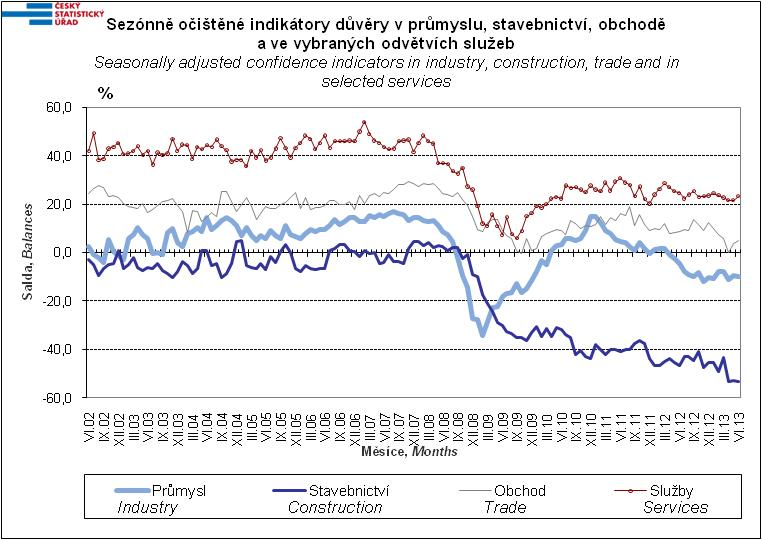 ČESKÝ
STATISTICKÝ
ÚŘAD
Sezónně očištěné indikátory důvěry v průmyslu, stavebnictví, obchodě
a ve vybraných odvětvích služeb
Seasonally adjusted confidence indicators in industry, construction, trade and in
selected services
%
60,0
40,0
20,0
0,0
-20,0
-40,0
-60,0
Salda, Balances
VI.02
IX.02
XII.02
III.03
VI.03
IX.03
XII.03
III.04
VI.04
IX.04
XII.04
III.05
VI.05
IX.05
XII.05
III.06
VI.06
IX.06
XII.06
III.07
VI.07
IX.07
XII.07
III.08
VI.08
IX.08
XII.08
III.09
VI.09
IX.09
XII.09
III.10
VI.10
IX.10
XII.10
III.11
VI.11
IX.11
XII.11
III.12
VI.12
IX.12
XII.12
III.13
VI.13
Měsíce, Months
Průmysl Stavebnictví Obchod Služby
Industry Construction Trade Services